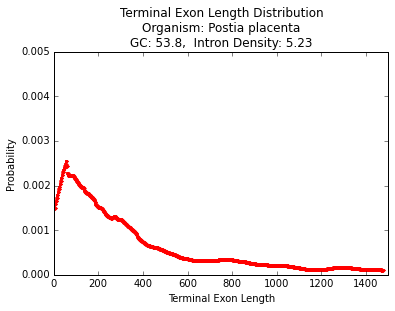 Terminal Exon Length Distribution
Organism: Postia placenta
GC: 53.8,  Intron Density: 5.23
0.005
0.004
0.003
0.002
0.001
0.000
Probability
0 200 400 600 800 1000 1200 1400
Terminal Exon Length